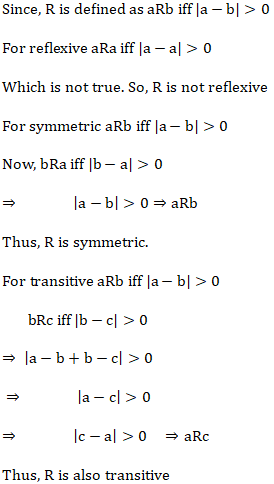 Since, R is defined as aRb iff |a − b| > 0
For reflexive aRa iff |a − a| > 0
Which is not true. So, R is not reflexive
For symmetric aRb iff |a − b| > 0
Now, bRa iff |b − a| > 0
⇒ |a − b| > 0 ⇒ aRb
Thus, R is symmetric.
For transitive aRb iff |a − b| > 0
bRc iff |b − c| > 0
⇒ |a − b + b − c| > 0
⇒ |a − c| > 0
⇒ |c − a| > 0 ⇒ aRc
Thus, R is also transitive